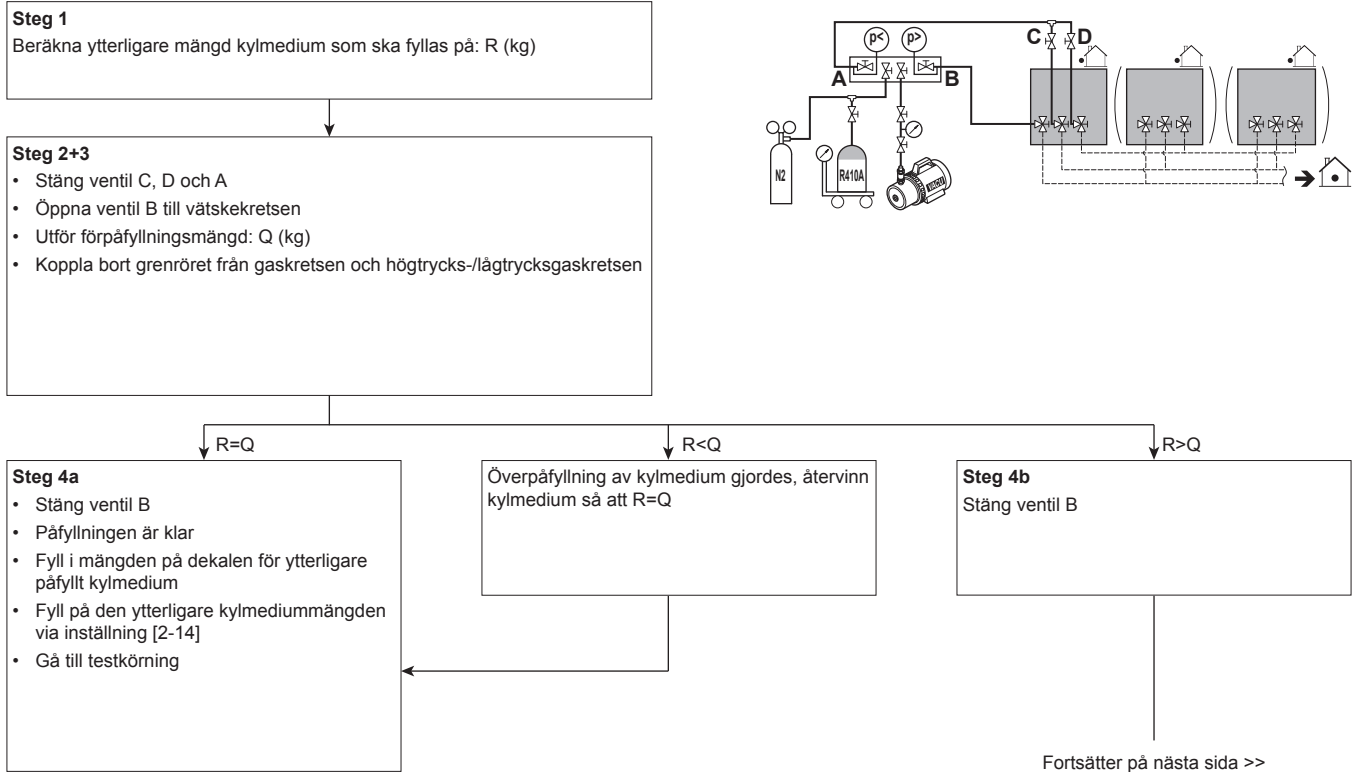 Steg 1
Beräkna ytterligare mängd kylmedium som ska fyllas på: R (kg)
p<
p>
C
D
A
B
N2
R410A
Steg 2+3
• Stäng ventil C, D och A
• Öppna ventil B till vätskekretsen
• Utför förpåfyllningsmängd: Q (kg)
• Koppla bort grenröret från gaskretsen och högtrycks-/lågtrycksgaskretsen
R=Q
R<Q
R>Q
Steg 4a
• Stäng ventil B
• Påfyllningen är klar
• Fyll i mängden på dekalen för ytterligare
påfyllt kylmedium
• Fyll på den ytterligare kylmediummängden
via inställning [2-14]
• Gå till testkörning
Överpåfyllning av kylmedium gjordes, återvinn
kylmedium så att R=Q
Steg 4b
Stäng ventil B
Fortsätter på nästa sida >>